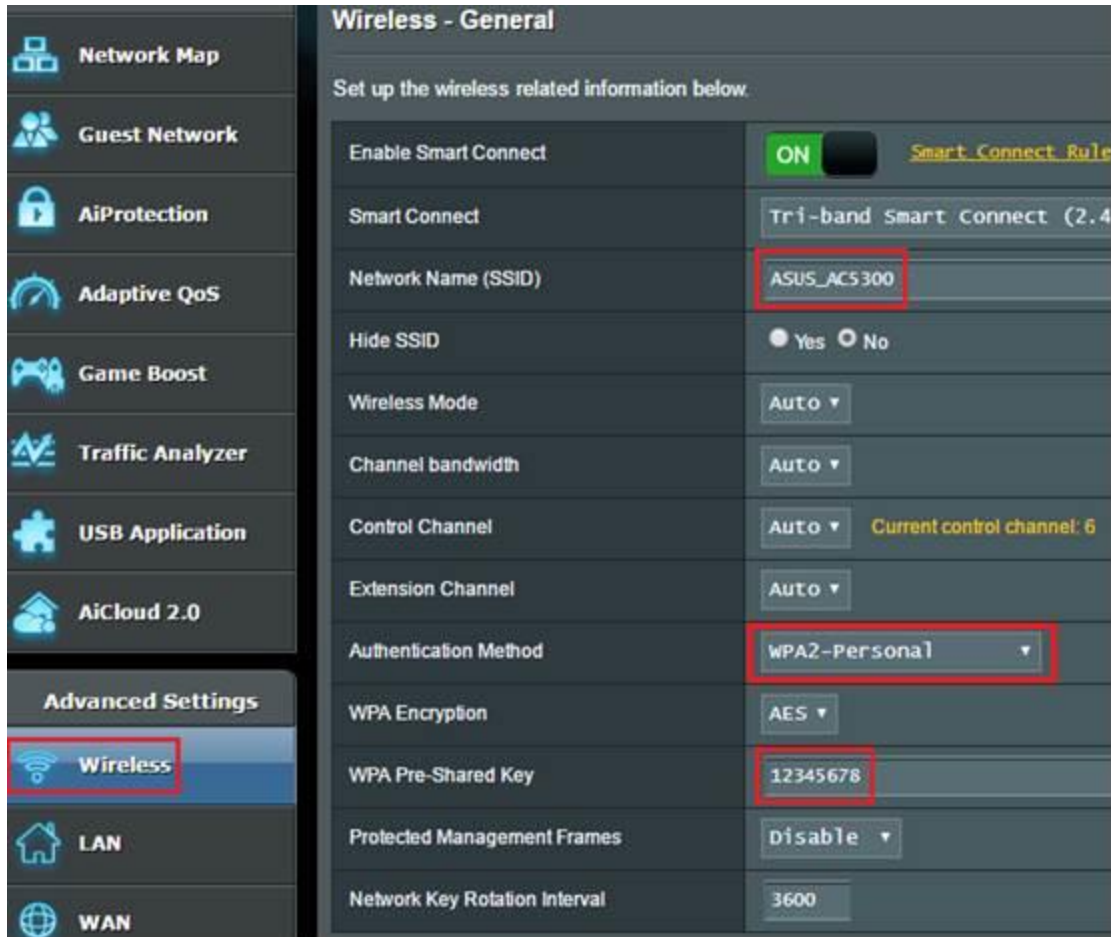 Network Map
Guest Network
AiProtection
Adaptive QoS
Game Boost
Traffic Analyzer
USB Application
AiCloud 2.0
Advanced Settings
Wireless
LAN
WAN
Wireless - General
Set up the wireless related information below.
Enable Smart Connect ON Smart Connect Rule
Smart Connect Tri-band Smart Connect (2.4
Network Name (SSID) ASUS_AC5300
Hide SSID Yes No
Wireless Mode Auto
Channel bandwidth Auto
Control Channel Auto Current control channel: 6
Extension Channel Auto
Authentication Method WPA2-Personal
WPA Encryption AES
WPA Pre-Shared Key 12345678
Protected Management Frames Disable
Network Key Rotation Interval 3600